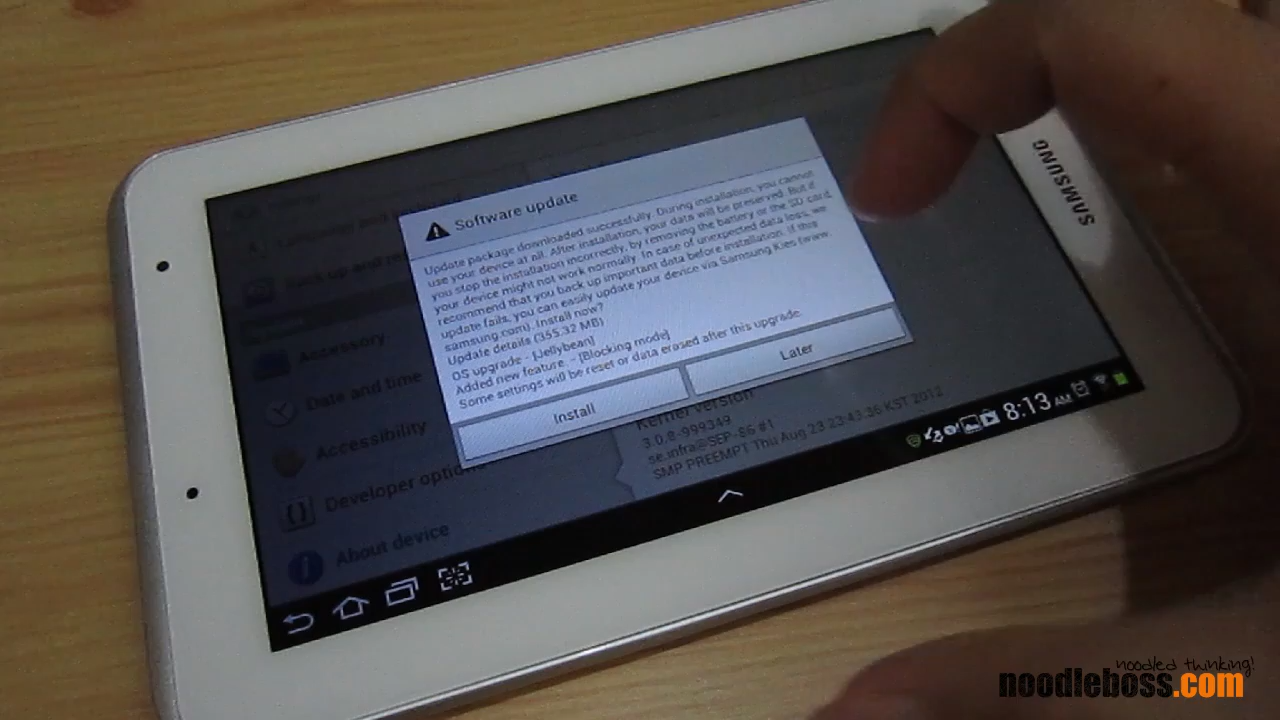 SAMSUNG
Software update
Update package downloaded successfully. During installation, you cannot
use your device at all. After installation, your data will be preserved. But if
you stop the installation incorrectly, by removing the battery or the SD card,
your device might not work normally. In case of unexpected data loss, we
recommend that you back up important data before installation. If this
update fails, you can easily update your device via Samsung Kies (www.
samsung.com). Install now?
Update details (355.32 MB)
OS upgrade - [Jellybean]
Added new feature - [Blocking mode]
Some settings will be reset or data erased after this upgrade.
Install
Later
Accessory
Date and time
Accessibility
Developer optio
About device
Kernel version
3.0.8-999349
se.infra@SEP-86 #1
SMP PREEMPT Thu Aug 23 23:43:36 KST 2012
8:13 AM
noodled thinking!
noodleboss.com